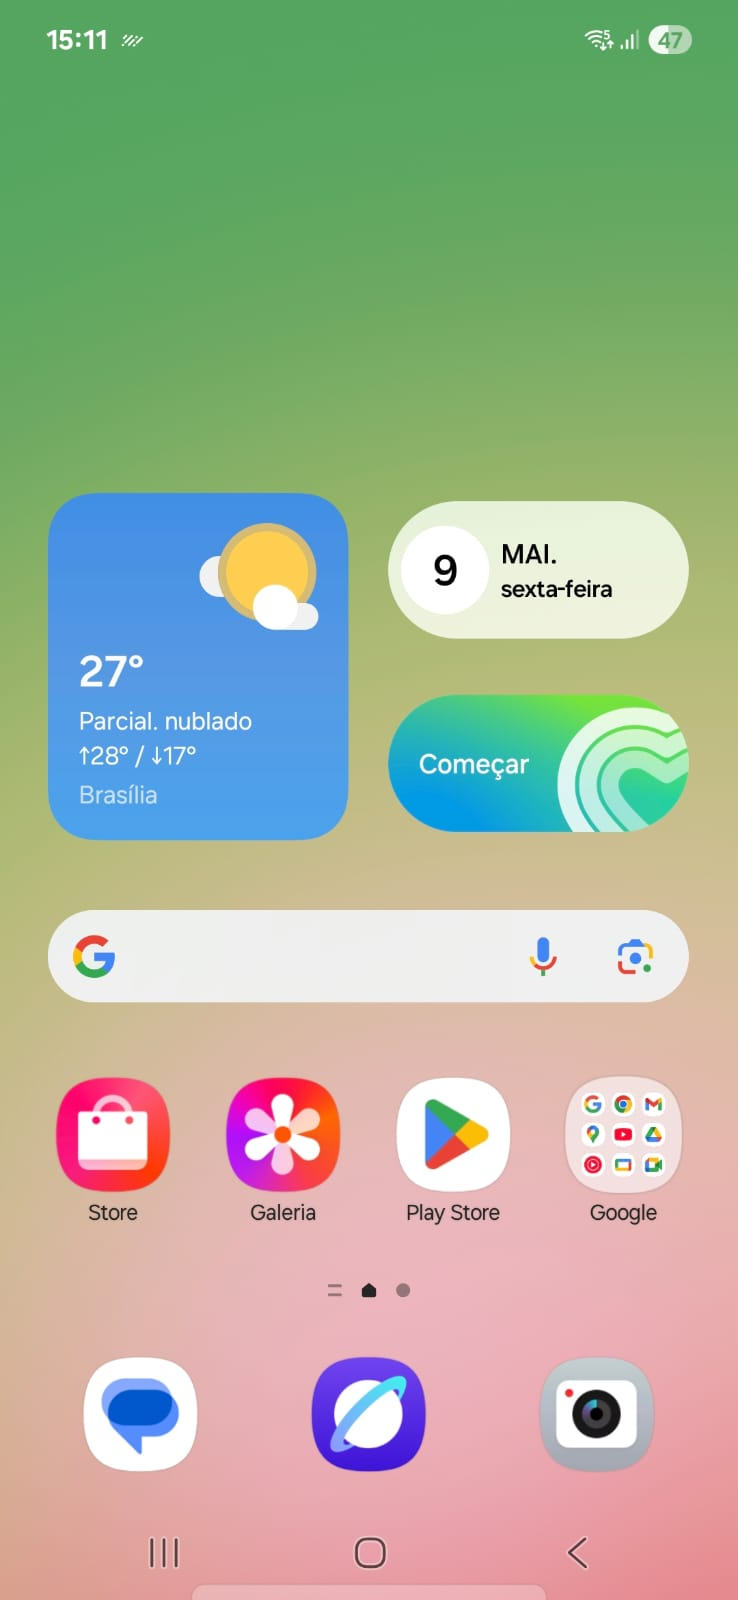 15:11
47
27°
Parcial. nublado
↑28° / ↓17°
Brasília
9
MAI.
sexta-feira
Começar
Store
Galeria
Play Store
Google